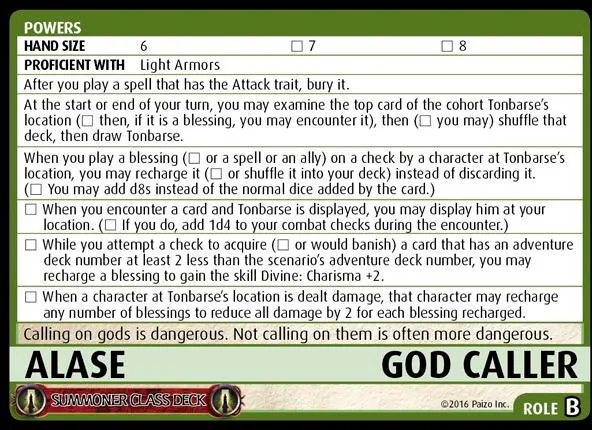 POWERS
HAND SIZE 6 □ 7 □ 8
PROFICIENT WITH Light Armors
After you play a spell that has the Attack trait, bury it.
At the start or end of your turn, you may examine the top card of the cohort Tonbarse's
location (□ then, if it is a blessing, you may encounter it), then (□ you may) shuffle that
deck, then draw Tonbarse.
When you play a blessing (□ or a spell or an ally) on a check by a character at Tonbarse's
location, you may recharge it (□ or shuffle it into your deck) instead of discarding it.
(□ You may add d8s instead of the normal dice added by the card.)
□ When you encounter a card and Tonbarse is displayed, you may display him at your
location. (□ If you do, add 1d4 to your combat checks during the encounter.)
□ While you attempt a check to acquire (□ or would banish) a card that has an adventure
deck number at least 2 less than the scenario's adventure deck number, you may
recharge a blessing to gain the skill Divine: Charisma +2.
□ When a character at Tonbarse's location is dealt damage, that character may recharge
any number of blessings to reduce all damage by 2 for each blessing recharged.
Calling on gods is dangerous. Not calling on them is often more dangerous.
ALASE GOD CALLER
SUMMONER CLASS DECK
©2016 Paizo Inc. ROLE B